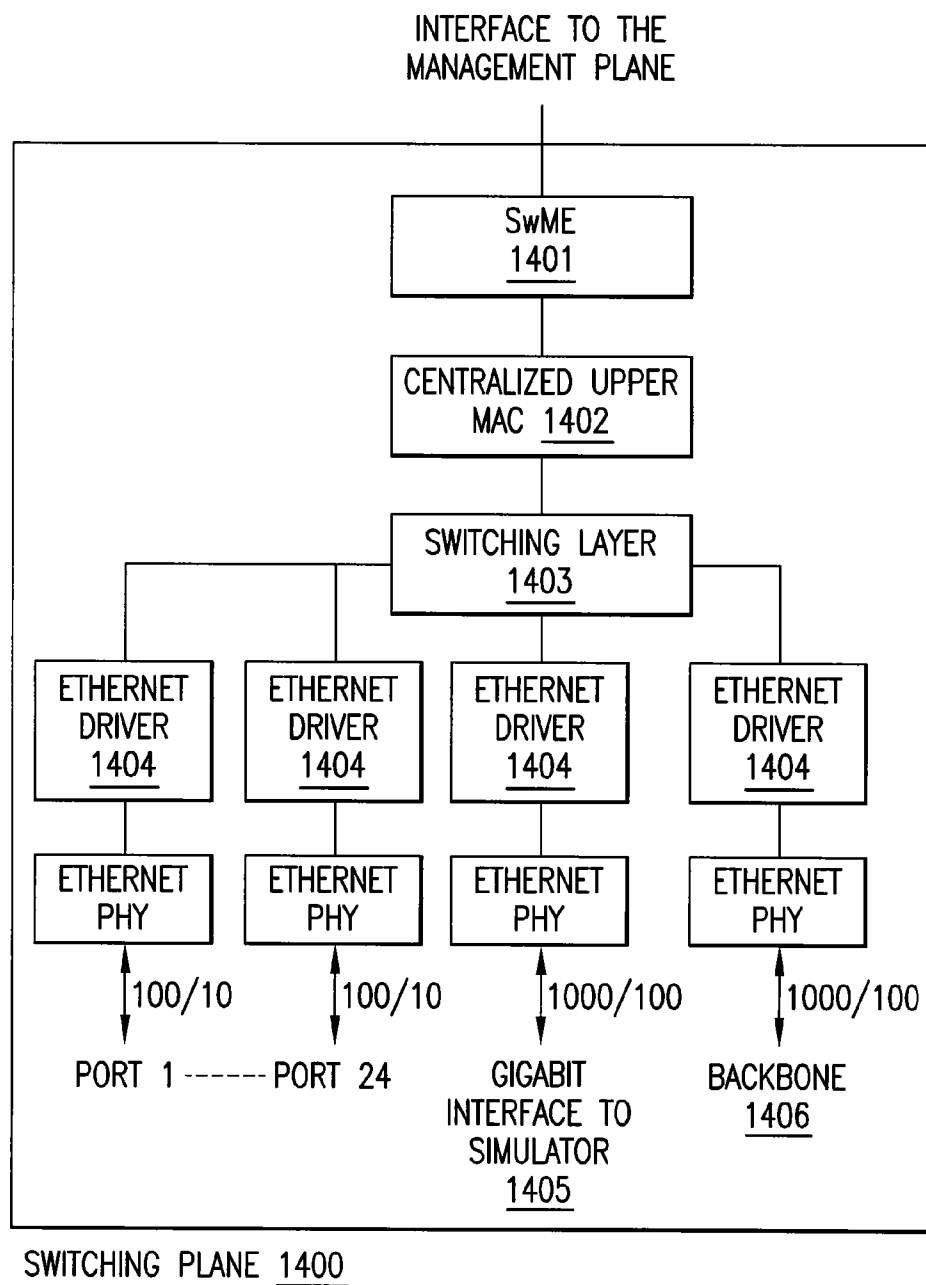 INTERFACE TO THE
MANAGEMENT PLANE
SwME
1401
CENTRALIZED UPPER
MAC 1402
SWITCHING LAYER
1403
ETHERNET
DRIVER
1404
ETHERNET
DRIVER
1404
ETHERNET
DRIVER
1404
ETHERNET
DRIVER
1404
ETHERNET
PHY
ETHERNET
PHY
ETHERNET
PHY
ETHERNET
PHY
100/10
100/10
1000/100
1000/100
PORT 1 ------ PORT 24
GIGABIT
INTERFACE TO
SIMULATOR
1405
BACKBONE
1406
SWITCHING PLANE 1400